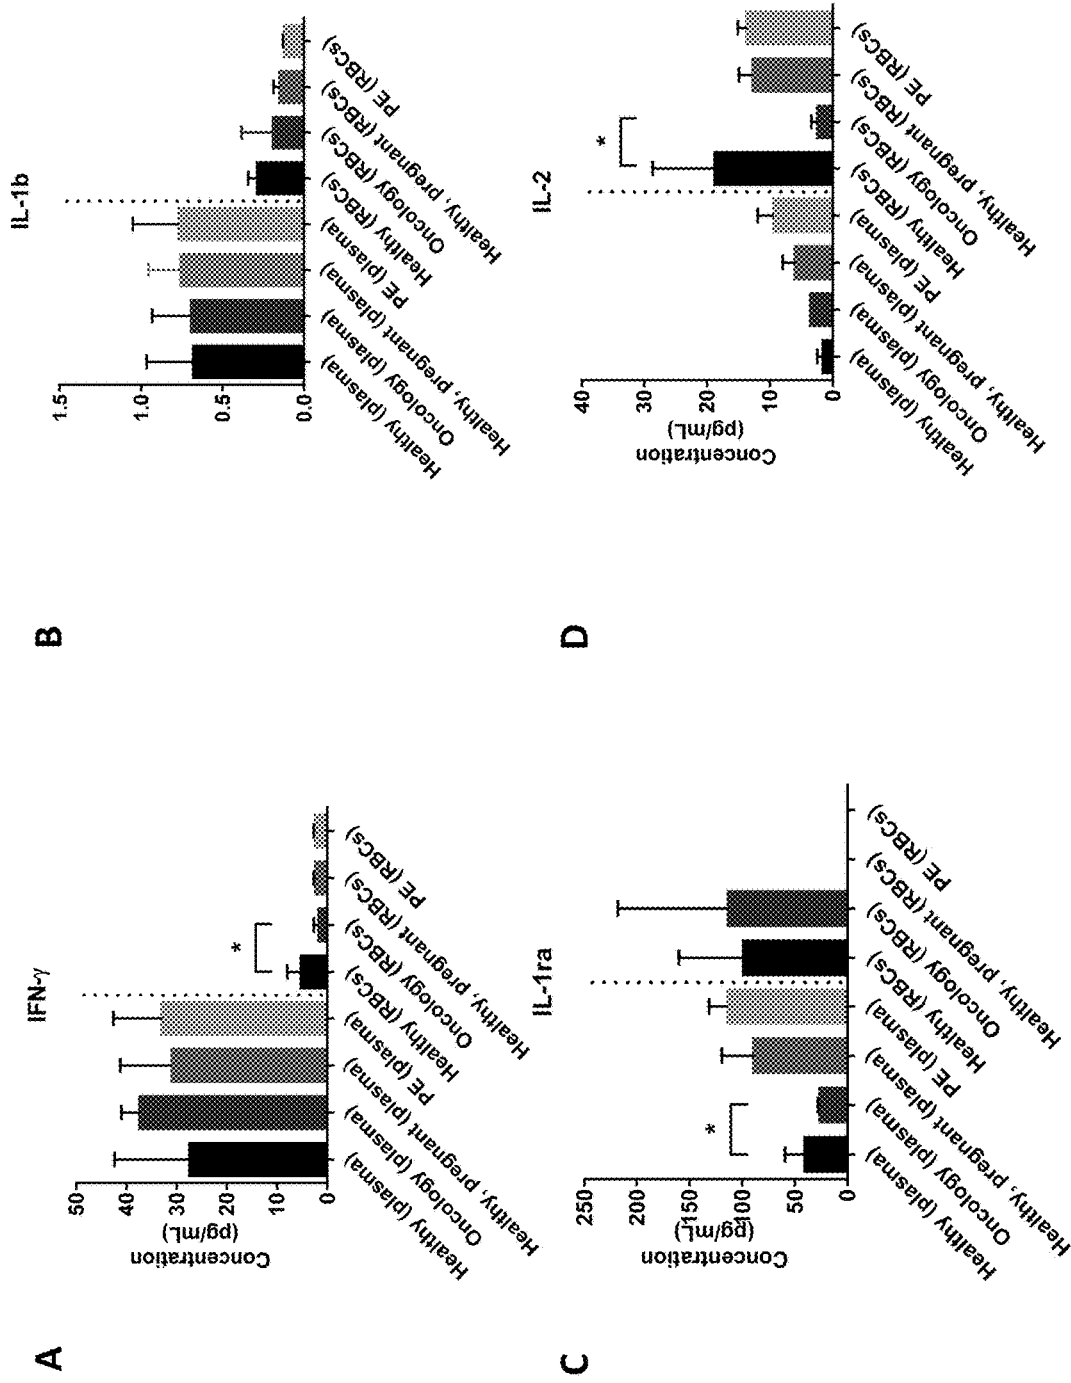 A
IFN-γ
Concentration
(pg/mL)
50
40
30
20
10
0
*
Healthy (plasma)
Oncology (plasma)
Healthy, pregnant (plasma)
PE (plasma)
Healthy (RBCs)
Oncology (RBCs)
Healthy, pregnant (RBCs)
PE (RBCs)
B
IL-1b
1.5
1.0
0.5
0.0
Healthy (plasma)
Oncology (plasma)
Healthy, pregnant (plasma)
PE (plasma)
Healthy (RBCs)
Oncology (RBCs)
Healthy, pregnant (RBCs)
PE (RBCs)
C
IL-1ra
Concentration
(pg/mL)
250
200
150
100
50
0
*
Healthy (plasma)
Oncology (plasma)
Healthy, pregnant (plasma)
PE (plasma)
Healthy (RBCs)
Oncology (RBCs)
Healthy, pregnant (RBCs)
PE (RBCs)
D
IL-2
Concentration
(pg/mL)
40
30
20
10
0
*
Healthy (plasma)
Oncology (plasma)
Healthy, pregnant (plasma)
PE (plasma)
Healthy (RBCs)
Oncology (RBCs)
Healthy, pregnant (RBCs)
PE (RBCs)